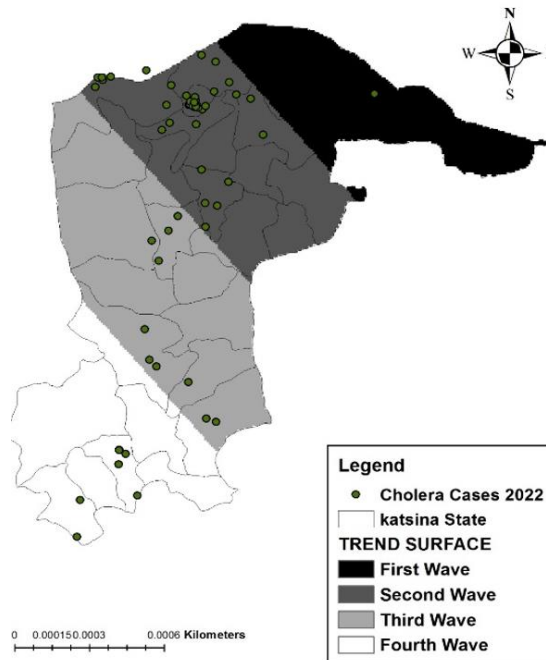 N
W
S
Legend
Cholera Cases 2022
katsina State
TREND SURFACE
First Wave
Second Wave
Third Wave
Fourth Wave
0 0.000150.0003 0.0006 Kilometers